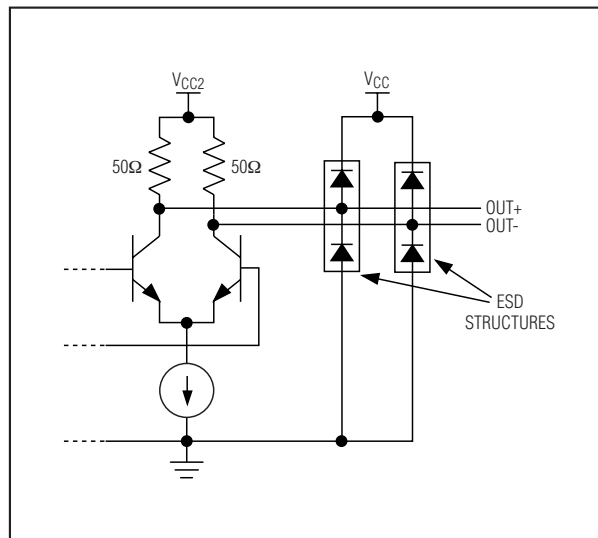 VCC2
VCC
50Ω
50Ω
OUT+
OUT-
ESD
STRUCTURES